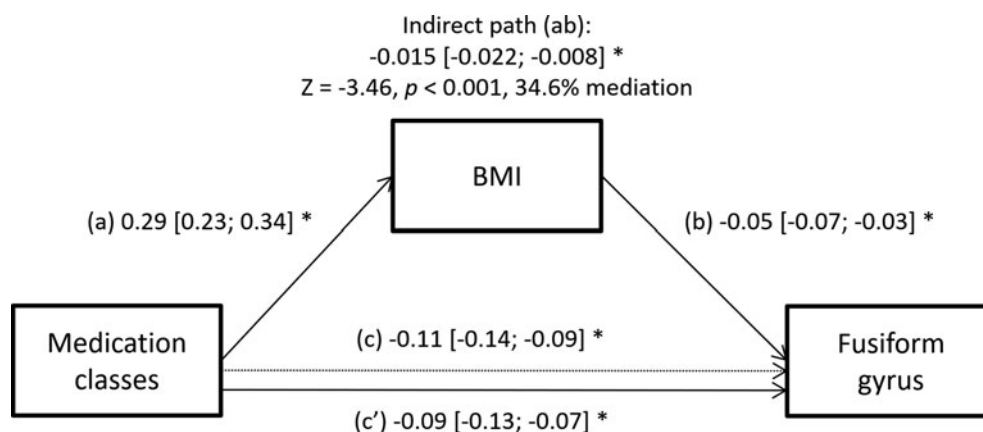 Indirect path (ab):
-0.015 [-0.022; -0.008] *
Z = -3.46, p < 0.001, 34.6% mediation
BMI
(a) 0.29 [0.23; 0.34] *
(b) -0.05 [-0.07; -0.03] *
Medication
classes
(c) -0.11 [-0.14; -0.09] *
(c’) -0.09 [-0.13; -0.07] *
Fusiform
gyrus